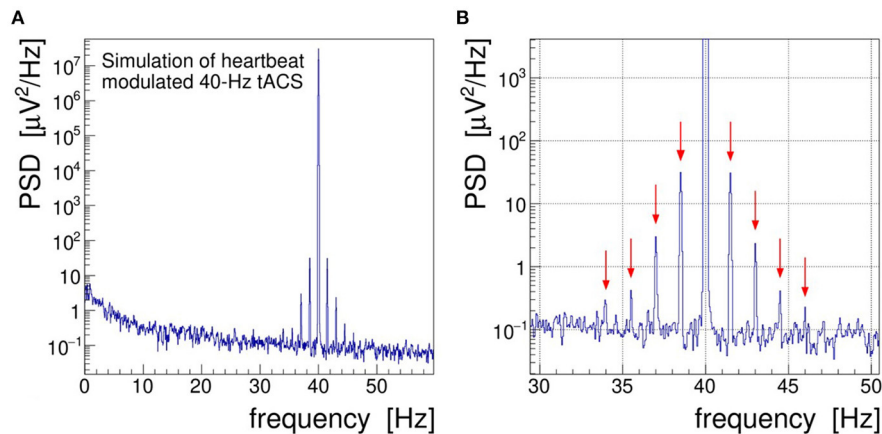 A
B
Simulation of heartbeat
modulated 40-Hz tACS
PSD [μV²/Hz]
10⁷
10⁶
10⁵
10⁴
10³
10²
10
1
10⁻¹
0 10 20 30 40 50
frequency [Hz]
PSD [μV²/Hz]
10³
10²
10
1
10⁻¹
30 35 40 45 50
frequency [Hz]